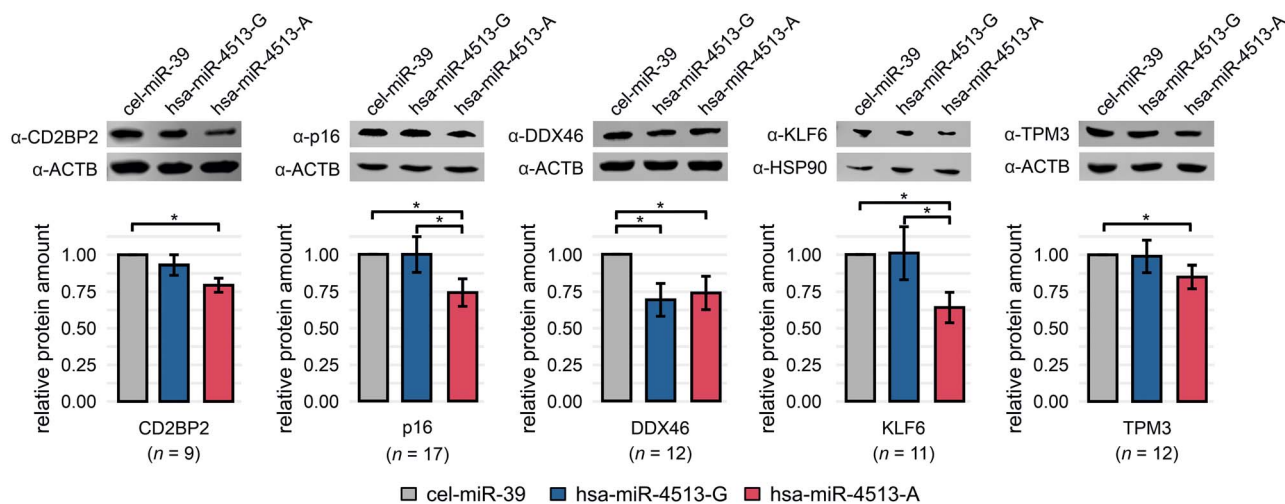 cel-miR-39
hsa-miR-4513-G
hsa-miR-4513-A
α-CD2BP2
α-ACTB
relative protein amount
*
1.00
0.75
0.50
0.25
0.00
CD2BP2
(n = 9)
cel-miR-39
hsa-miR-4513-G
hsa-miR-4513-A
α-p16
α-ACTB
relative protein amount
*
*
1.00
0.75
0.50
0.25
0.00
p16
(n = 17)
cel-miR-39
hsa-miR-4513-G
hsa-miR-4513-A
α-DDX46
α-ACTB
relative protein amount
*
*
1.00
0.75
0.50
0.25
0.00
DDX46
(n = 12)
cel-miR-39
hsa-miR-4513-G
hsa-miR-4513-A
α-KLF6
α-HSP90
relative protein amount
*
*
1.00
0.75
0.50
0.25
0.00
KLF6
(n = 11)
cel-miR-39
hsa-miR-4513-G
hsa-miR-4513-A
α-TPM3
α-ACTB
relative protein amount
*
1.00
0.75
0.50
0.25
0.00
TPM3
(n = 12)
cel-miR-39 hsa-miR-4513-G hsa-miR-4513-A